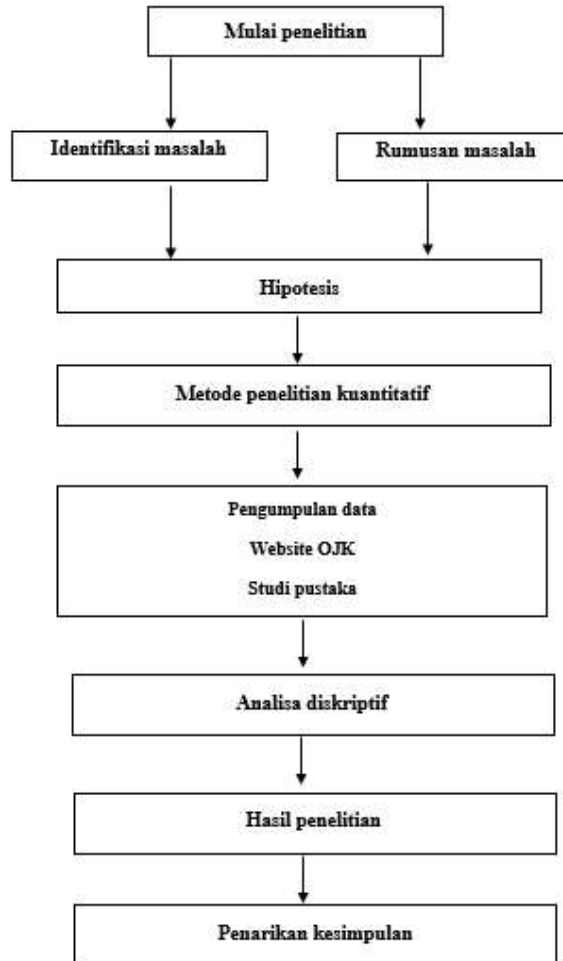 Mulai penelitian
Identifikasi masalah
Rumusan masalah
Hipotesis
Metode penelitian kuantitatif
Pengumpulan data
Website OJK
Studi pustaka
Analisa diskriptif
Hasil penelitian
Penarikan kesimpulan